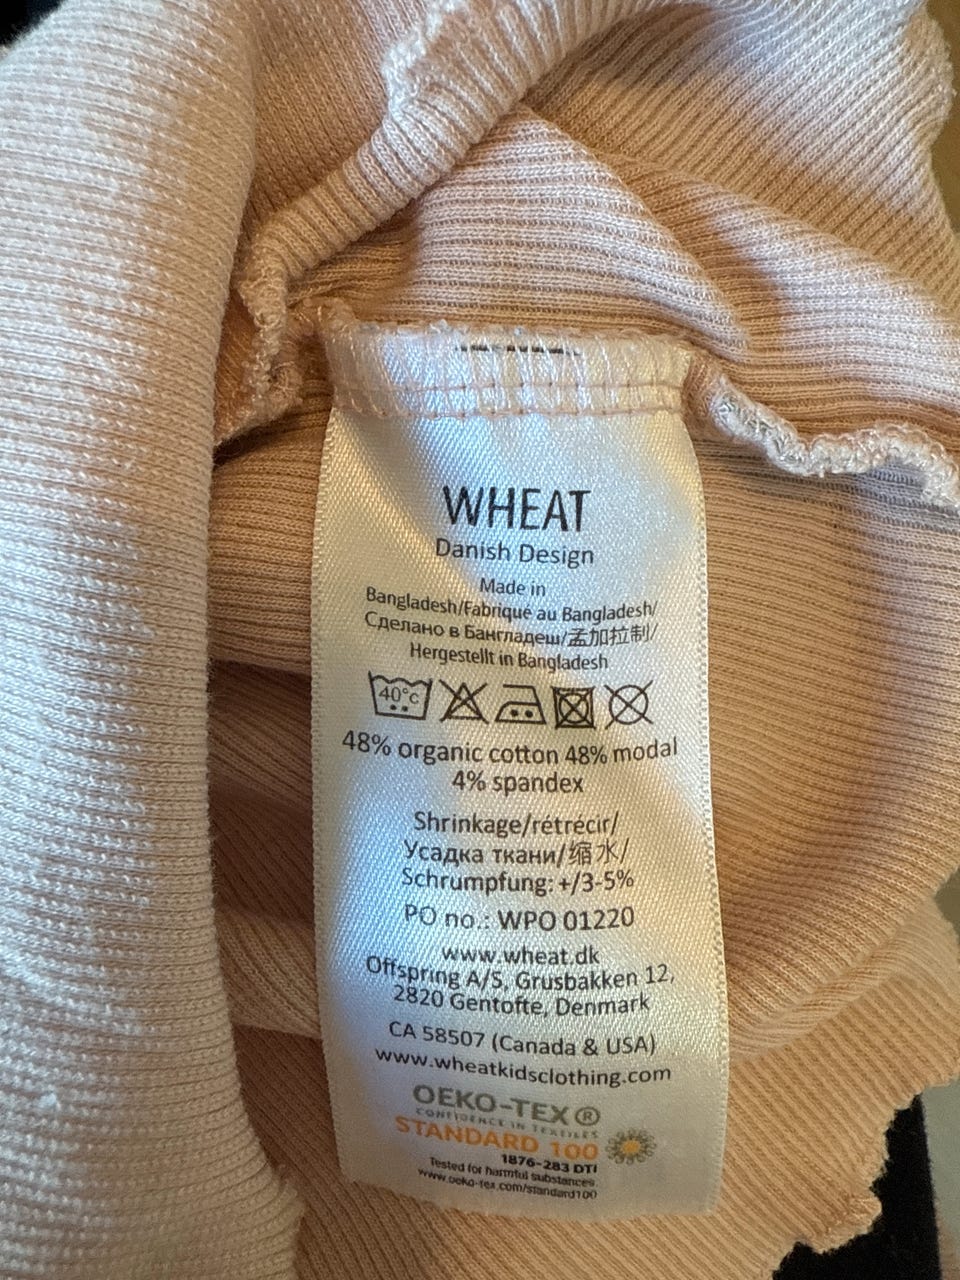 WHEAT
Danish Design
Made in
Bangladesh/Fabriqué au Bangladesh/
Сделано в Бангладеш/孟加拉制/
Hergestellt in Bangladesh
40°c
48% organic cotton 48% modal
4% spandex
Shrinkage/rétrécir/
Усадка ткани/缩水/
Schrumpfung: +/3-5%
PO no.: WPO 01220
www.wheat.dk
Offspring A/S, Grusbakken 12,
2820 Gentofte, Denmark
CA 58507 (Canada & USA)
www.wheatkidsclothing.com
OEKO-TEX®
CONFIDENCE IN TEXTILES
STANDARD 100
1876-283 DTI
Tested for harmful substances.
www.oeko-tex.com/standard100